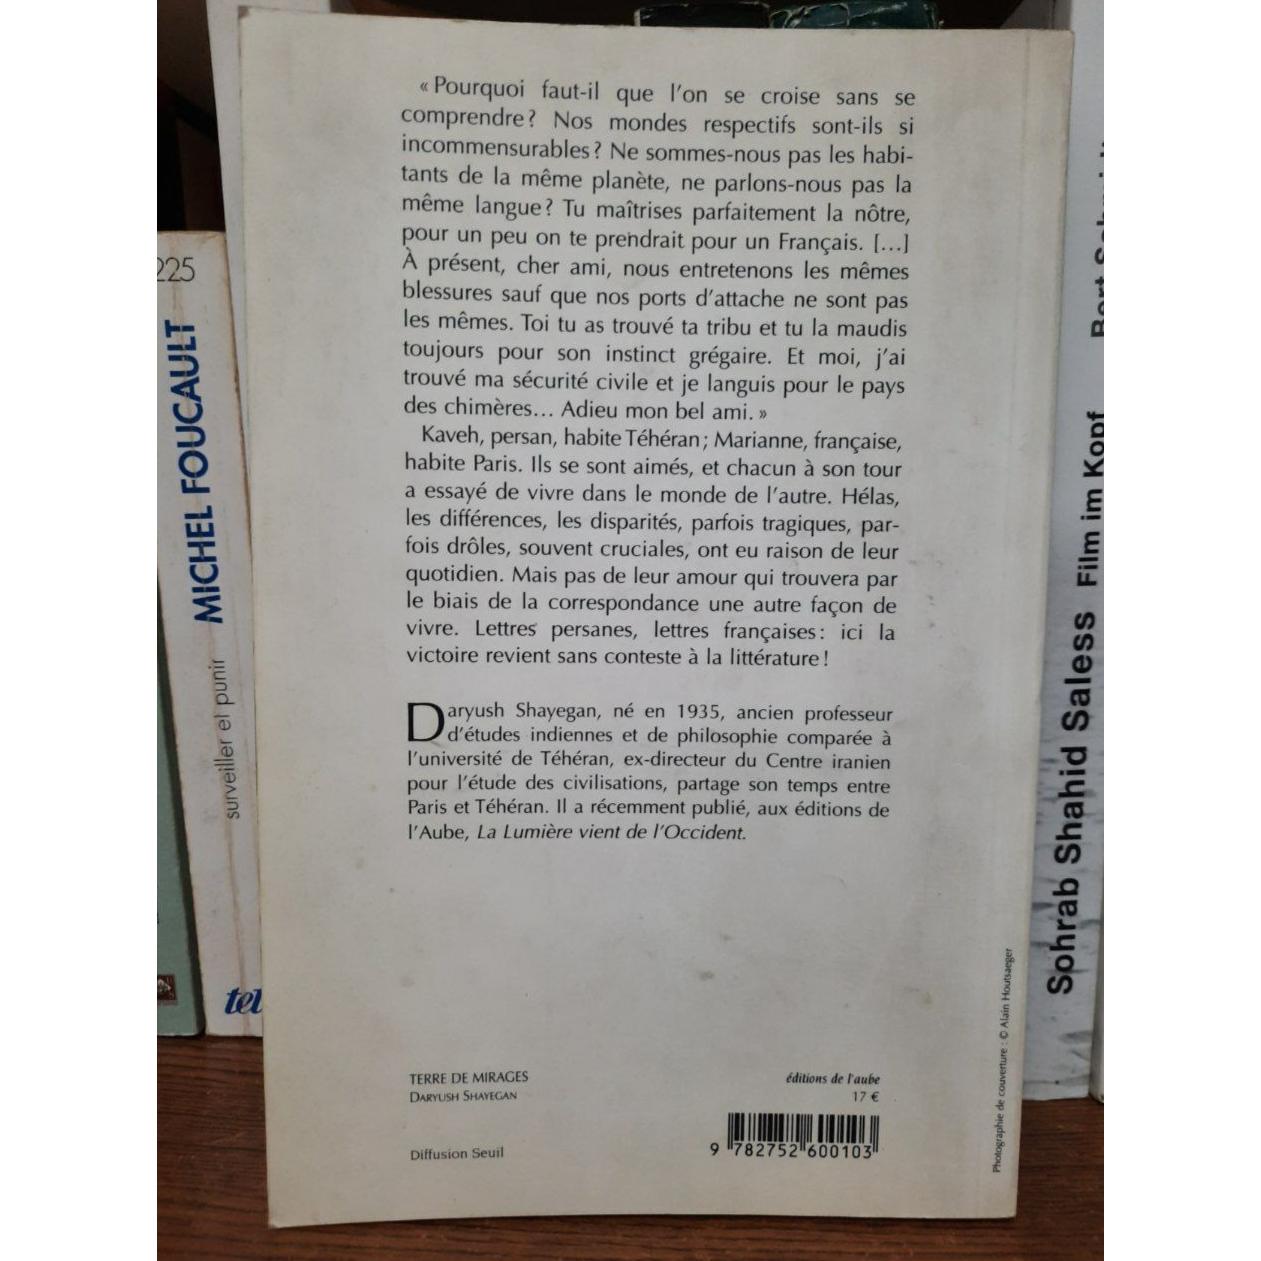 « Pourquoi faut-il que l'on se croise sans se
comprendre ? Nos mondes respectifs sont-ils si
incommensurables ? Ne sommes-nous pas les habi-
tants de la même planète, ne parlons-nous pas la
même langue ? Tu maîtrises parfaitement la nôtre,
pour un peu on te prendrait pour un Français. [...]
À présent, cher ami, nous entretenons les mêmes
blessures sauf que nos ports d'attache ne sont pas
les mêmes. Toi tu as trouvé ta tribu et tu la maudis
toujours pour son instinct grégaire. Et moi, j'ai
trouvé ma sécurité civile et je languis pour le pays
des chimères... Adieu mon bel ami. »
Kaveh, persan, habite Téhéran ; Marianne, française,
habite Paris. Ils se sont aimés, et chacun à son tour
a essayé de vivre dans le monde de l'autre. Hélas,
les différences, les disparités, parfois tragiques, par-
fois drôles, souvent cruciales, ont eu raison de leur
quotidien. Mais pas de leur amour qui trouvera par
le biais de la correspondance une autre façon de
vivre. Lettres persanes, lettres françaises : ici la
victoire revient sans conteste à la littérature !
Daryush Shayegan, né en 1935, ancien professeur
d'études indiennes et de philosophie comparée à
l'université de Téhéran, ex-directeur du Centre iranien
pour l'étude des civilisations, partage son temps entre
Paris et Téhéran. Il a récemment publié, aux éditions de
l'Aube, La Lumière vient de l'Occident.
TERRE DE MIRAGES
DARYUSH SHAYEGAN
Diffusion Seuil
éditions de l'aube
17 €
9 782752 600103
Photographie de couverture : © Alain Houtsaeger
225
MICHEL FOUCAULT
surveiller et punir
tel
Sohrab Shahid Saless Film im Kopf
Bert